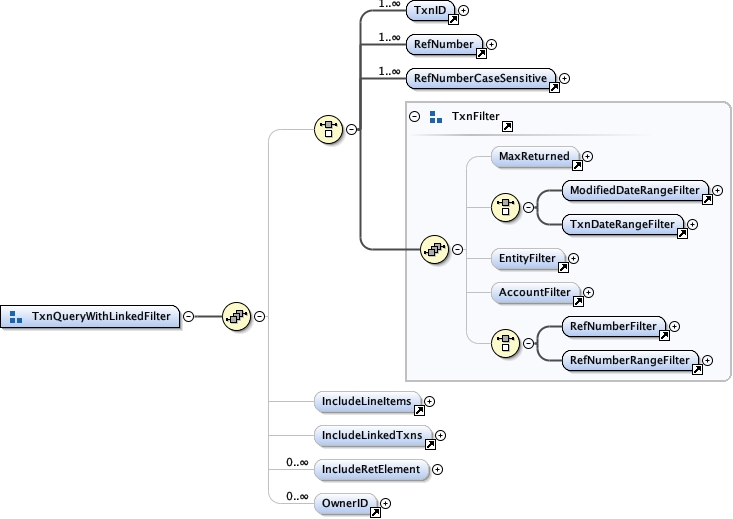 1..∞
TxnID
1..∞
RefNumber
1..∞
RefNumberCaseSensitive
TxnFilter
MaxReturned
ModifiedDateRangeFilter
TxnDateRangeFilter
EntityFilter
AccountFilter
RefNumberFilter
RefNumberRangeFilter
TxnQueryWithLinkedFilter
IncludeLineItems
IncludeLinkedTxns
0..∞
IncludeRetElement
0..∞
OwnerID